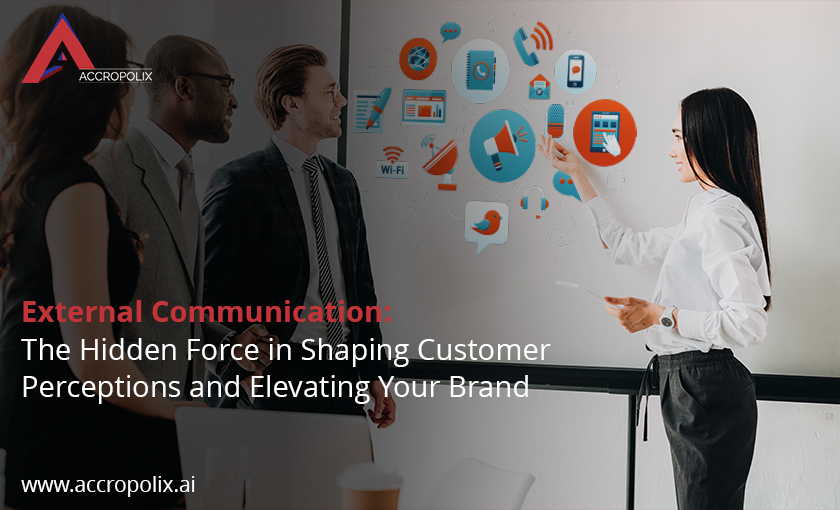 ACCROPOLIX
Wi-Fi
External Communication:
The Hidden Force in Shaping Customer
Perceptions and Elevating Your Brand
www.accropolix.ai